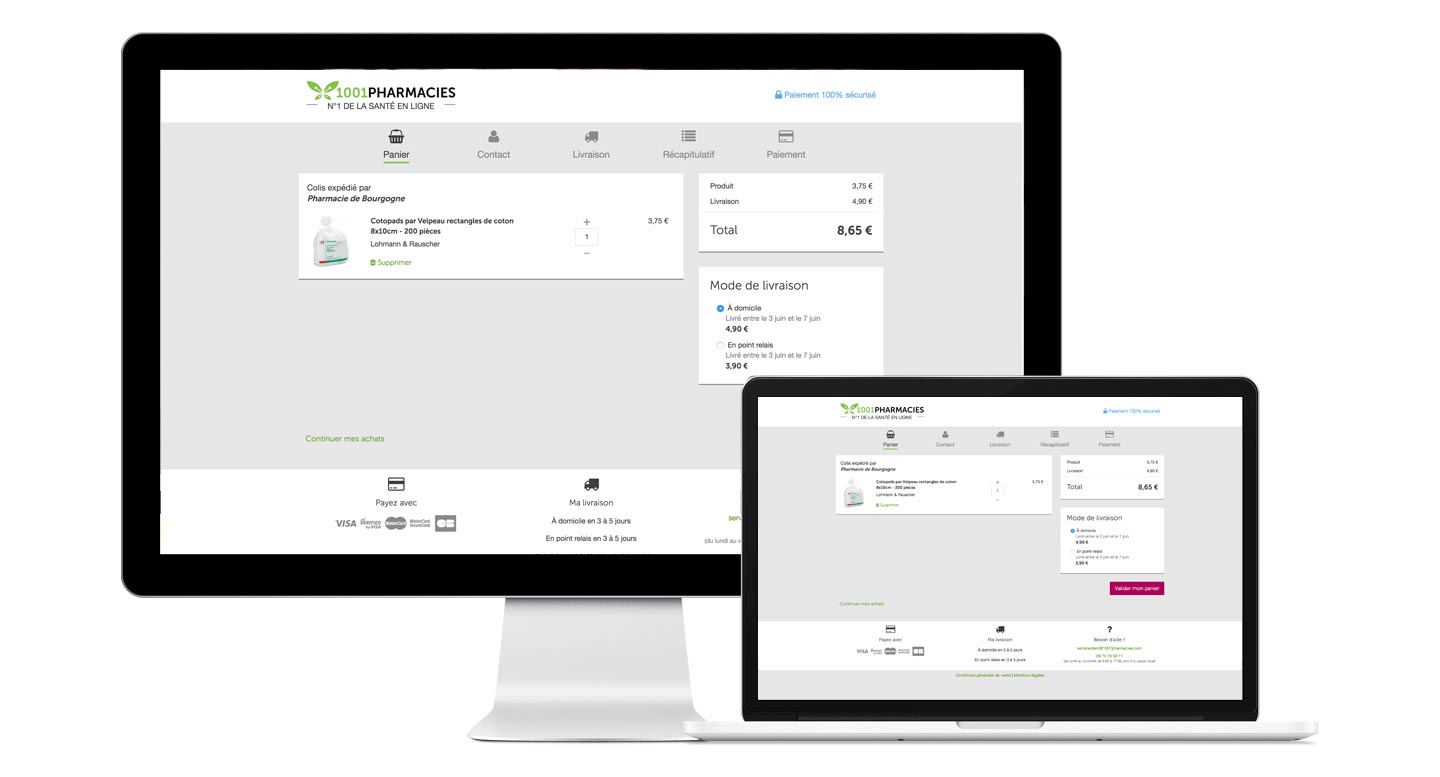 1001PHARMACIES
N°1 DE LA SANTÉ EN LIGNE
Paiement 100% sécurisé
Panier
Contact
Livraison
Récapitulatif
Paiement
Colis expédié par
Pharmacie de Bourgogne
Cotopads par Velpeau rectangles de coton
8x10cm - 200 pièces
Lohmann & Rauscher
Supprimer
+
1
−
3,75 €
Produit 3,75 €
Livraison 4,90 €
Total 8,65 €
Mode de livraison
À domicile
Livré entre le 3 juin et le 7 juin
4,90 €
En point relais
Livré entre le 3 juin et le 7 juin
3,90 €
Continuer mes achats
Payez avec
VISA VERIFIED by VISA MasterCard MasterCard SecureCode CB
Ma livraison
À domicile en 3 à 5 jours
En point relais en 3 à 5 jours
(du lundi au v
1001PHARMACIES
N°1 DE LA SANTÉ EN LIGNE
Paiement 100% sécurisé
Panier
Contact
Livraison
Récapitulatif
Paiement
Colis expédié par
Pharmacie de Bourgogne
Cotopads par Velpeau rectangles de coton
8x10cm - 200 pièces
Lohmann & Rauscher
Supprimer
+
1
−
3,75 €
Produit 3,75 €
Livraison 4,90 €
Total 8,65 €
Mode de livraison
À domicile
Livré entre le 3 juin et le 7 juin
4,90 €
En point relais
Livré entre le 3 juin et le 7 juin
3,90 €
Valider mon panier
Continuer mes achats
Payez avec
VISA MasterCard CB
Ma livraison
À domicile en 3 à 5 jours
En point relais en 3 à 5 jours
?
Besoin d'aide ?
serviceclient@1001pharmacies.com
Conditions générales de vente | Mentions légales